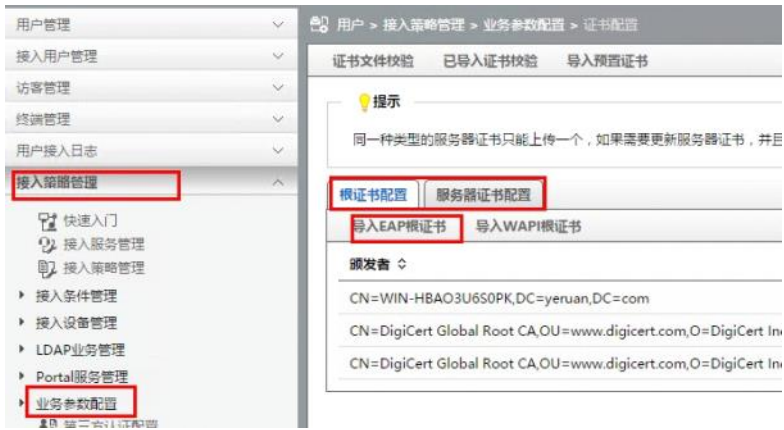 用户管理
接入用户管理
访客管理
终端管理
用户接入日志
接入策略管理
快速入门
接入服务管理
接入策略管理
接入条件管理
接入设备管理
LDAP业务管理
Portal服务管理
业务参数配置
第三方认证配置
用户 > 接入策略管理 > 业务参数配置 > 证书配置
证书文件校验 已导入证书校验 导入预置证书
提示
同一种类型的服务器证书只能上传一个，如果需要更新服务器证书，并且
根证书配置 服务器证书配置
导入EAP根证书 导入WAPI根证书
颁发者
CN=WIN-HBAO3U6S0PK,DC=yeruan,DC=com
CN=DigiCert Global Root CA,OU=www.digicert.com,O=DigiCert Inc
CN=DigiCert Global Root CA,OU=www.digicert.com,O=DigiCert Inc